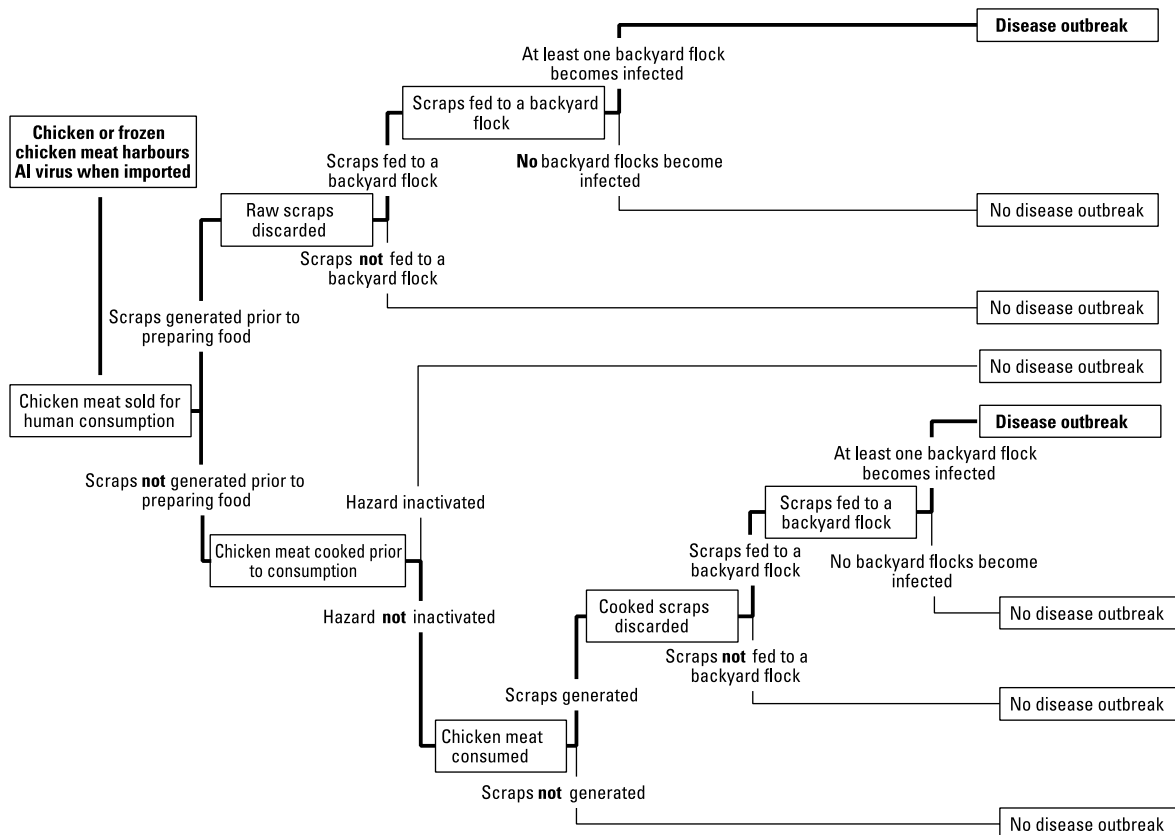 Disease outbreak
At least one backyard flock
becomes infected
Scraps fed to a backyard
flock
Chicken or frozen
chicken meat harbours
AI virus when imported
Scraps fed to a
backyard flock
No backyard flocks become
infected
Raw scraps
discarded
No disease outbreak
Scraps not fed to a
backyard flock
No disease outbreak
Scraps generated prior to
preparing food
No disease outbreak
Chicken meat sold for
human consumption
Disease outbreak
At least one backyard flock
becomes infected
Scraps not generated prior to
preparing food
Hazard inactivated
Scraps fed to a
backyard flock
Chicken meat cooked prior
to consumption
Scraps fed to a
backyard flock
No backyard flocks become
infected
Hazard not inactivated
Cooked scraps
discarded
No disease outbreak
Scraps not fed to a
backyard flock
Scraps generated
No disease outbreak
Chicken meat
consumed
Scraps not generated
No disease outbreak